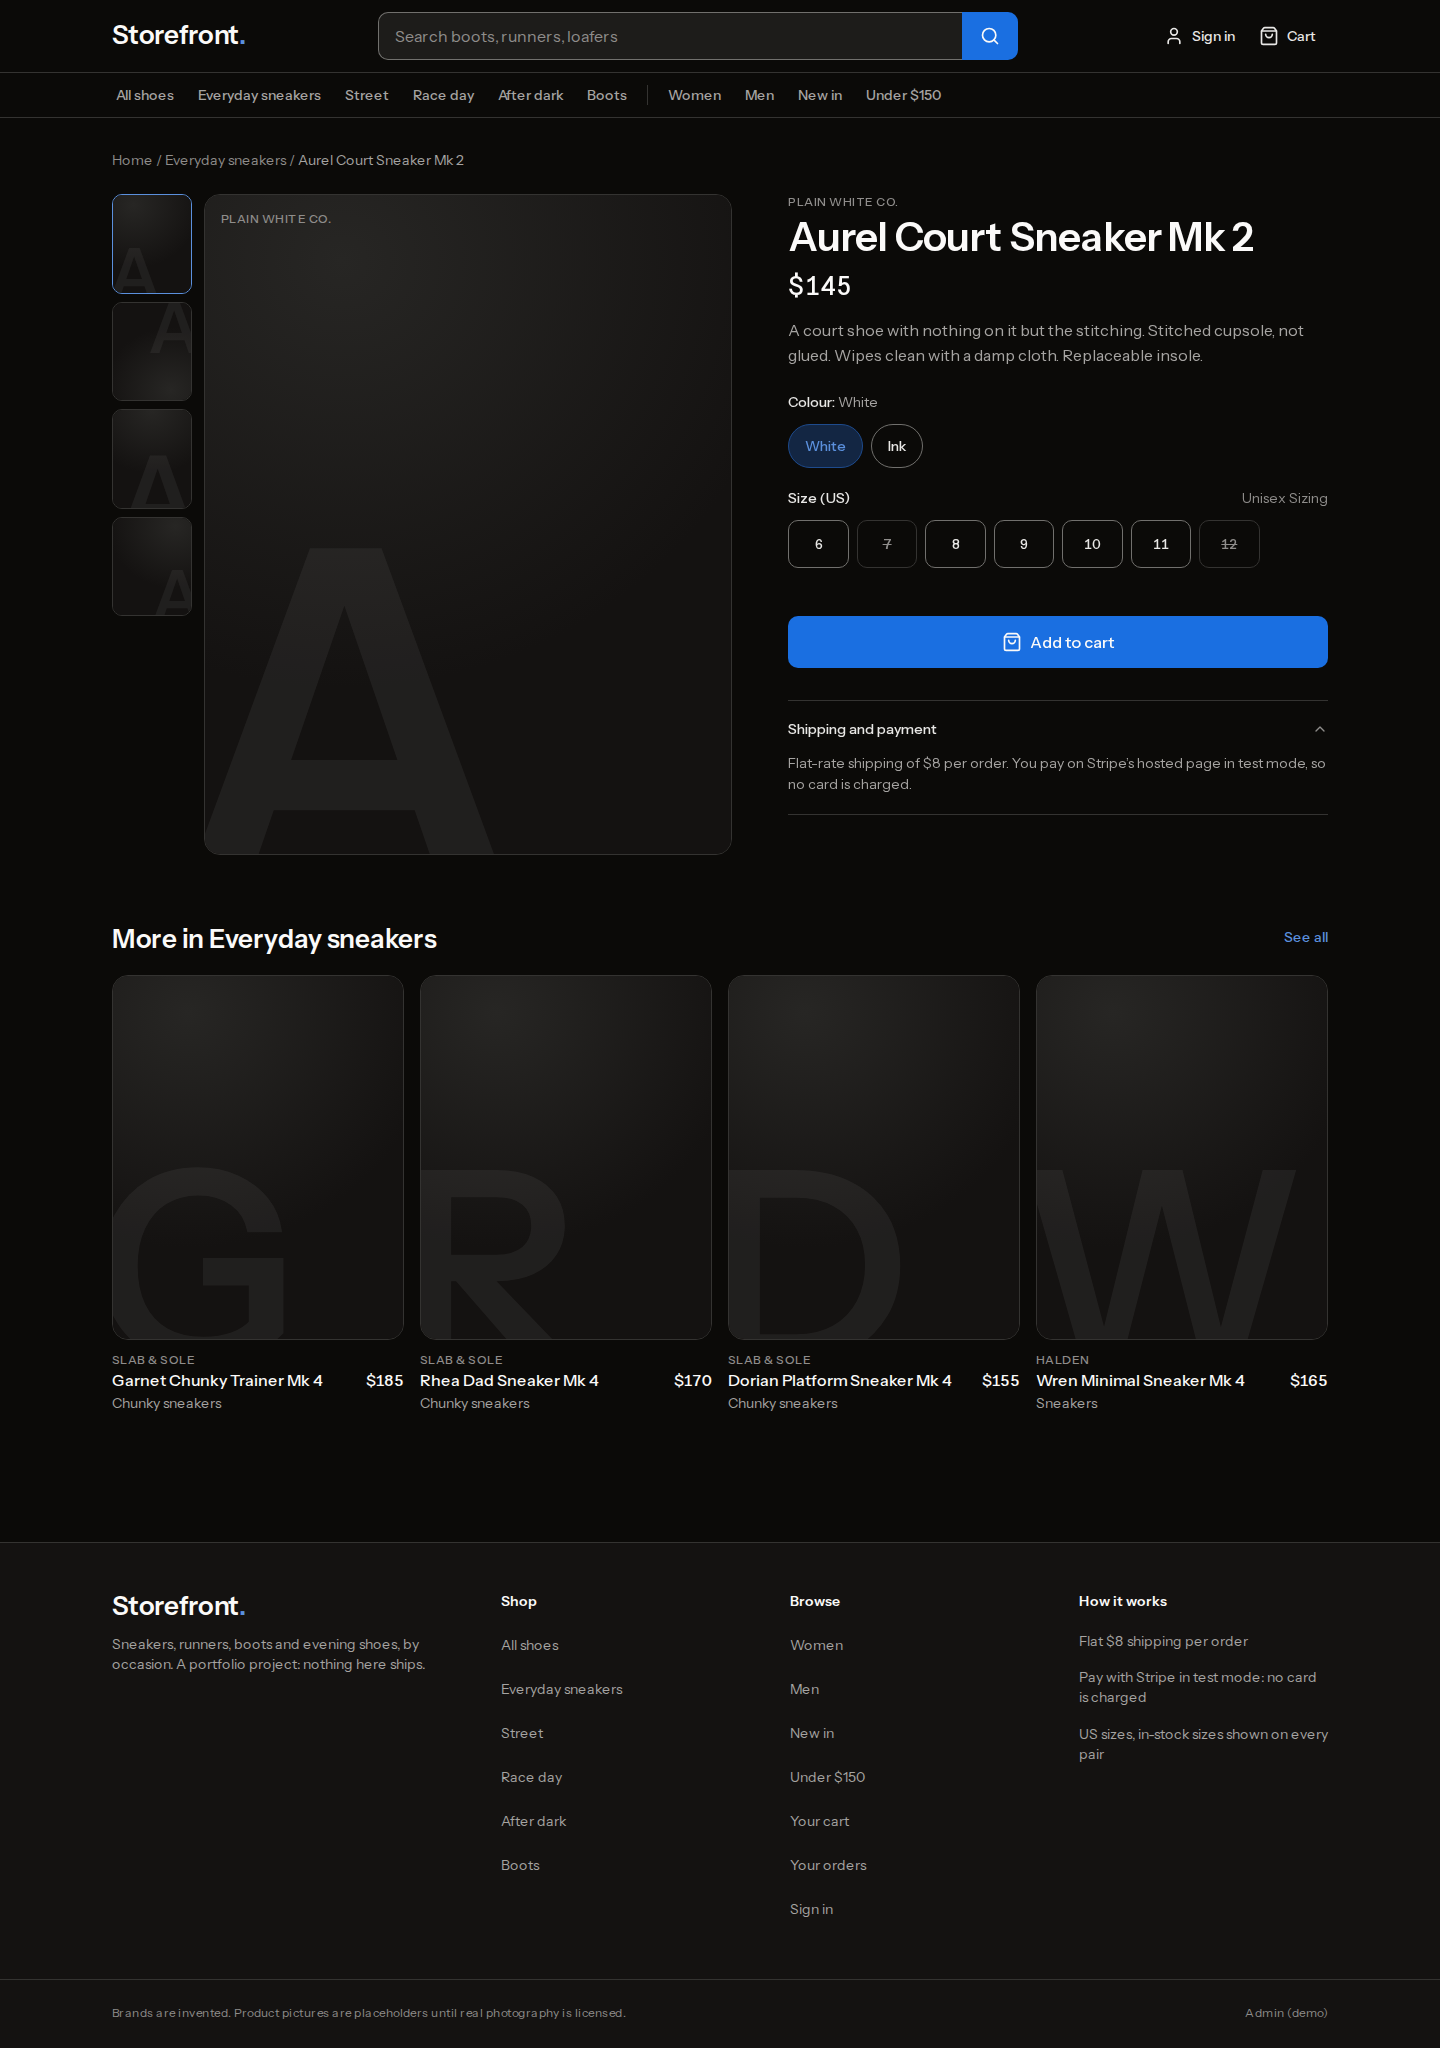 Storefront.
Search boots, runners, loafers
Sign in
Cart
All shoes
Everyday sneakers
Street
Race day
After dark
Boots
Women
Men
New in
Under $150
Home / Everyday sneakers / Aurel Court Sneaker Mk 2
A
A
A
A
PLAIN WHITE CO.
A
PLAIN WHITE CO.
Aurel Court Sneaker Mk 2
$145
A court shoe with nothing on it but the stitching. Stitched cupsole, not
glued. Wipes clean with a damp cloth. Replaceable insole.
Colour: White
White
Ink
Size (US)
Unisex Sizing
6
7
8
9
10
11
12
Add to cart
Shipping and payment
Flat-rate shipping of $8 per order. You pay on Stripe's hosted page in test mode, so
no card is charged.
More in Everyday sneakers
See all
G
R
D
W
SLAB & SOLE
Garnet Chunky Trainer Mk 4
$185
Chunky sneakers
SLAB & SOLE
Rhea Dad Sneaker Mk 4
$170
Chunky sneakers
SLAB & SOLE
Dorian Platform Sneaker Mk 4
$155
Chunky sneakers
HALDEN
Wren Minimal Sneaker Mk 4
$165
Sneakers
Storefront.
Sneakers, runners, boots and evening shoes, by
occasion. A portfolio project: nothing here ships.
Shop
All shoes
Everyday sneakers
Street
Race day
After dark
Boots
Browse
Women
Men
New in
Under $150
Your cart
Your orders
Sign in
How it works
Flat $8 shipping per order
Pay with Stripe in test mode: no card
is charged
US sizes, in-stock sizes shown on every
pair
Brands are invented. Product pictures are placeholders until real photography is licensed.
Admin (demo)